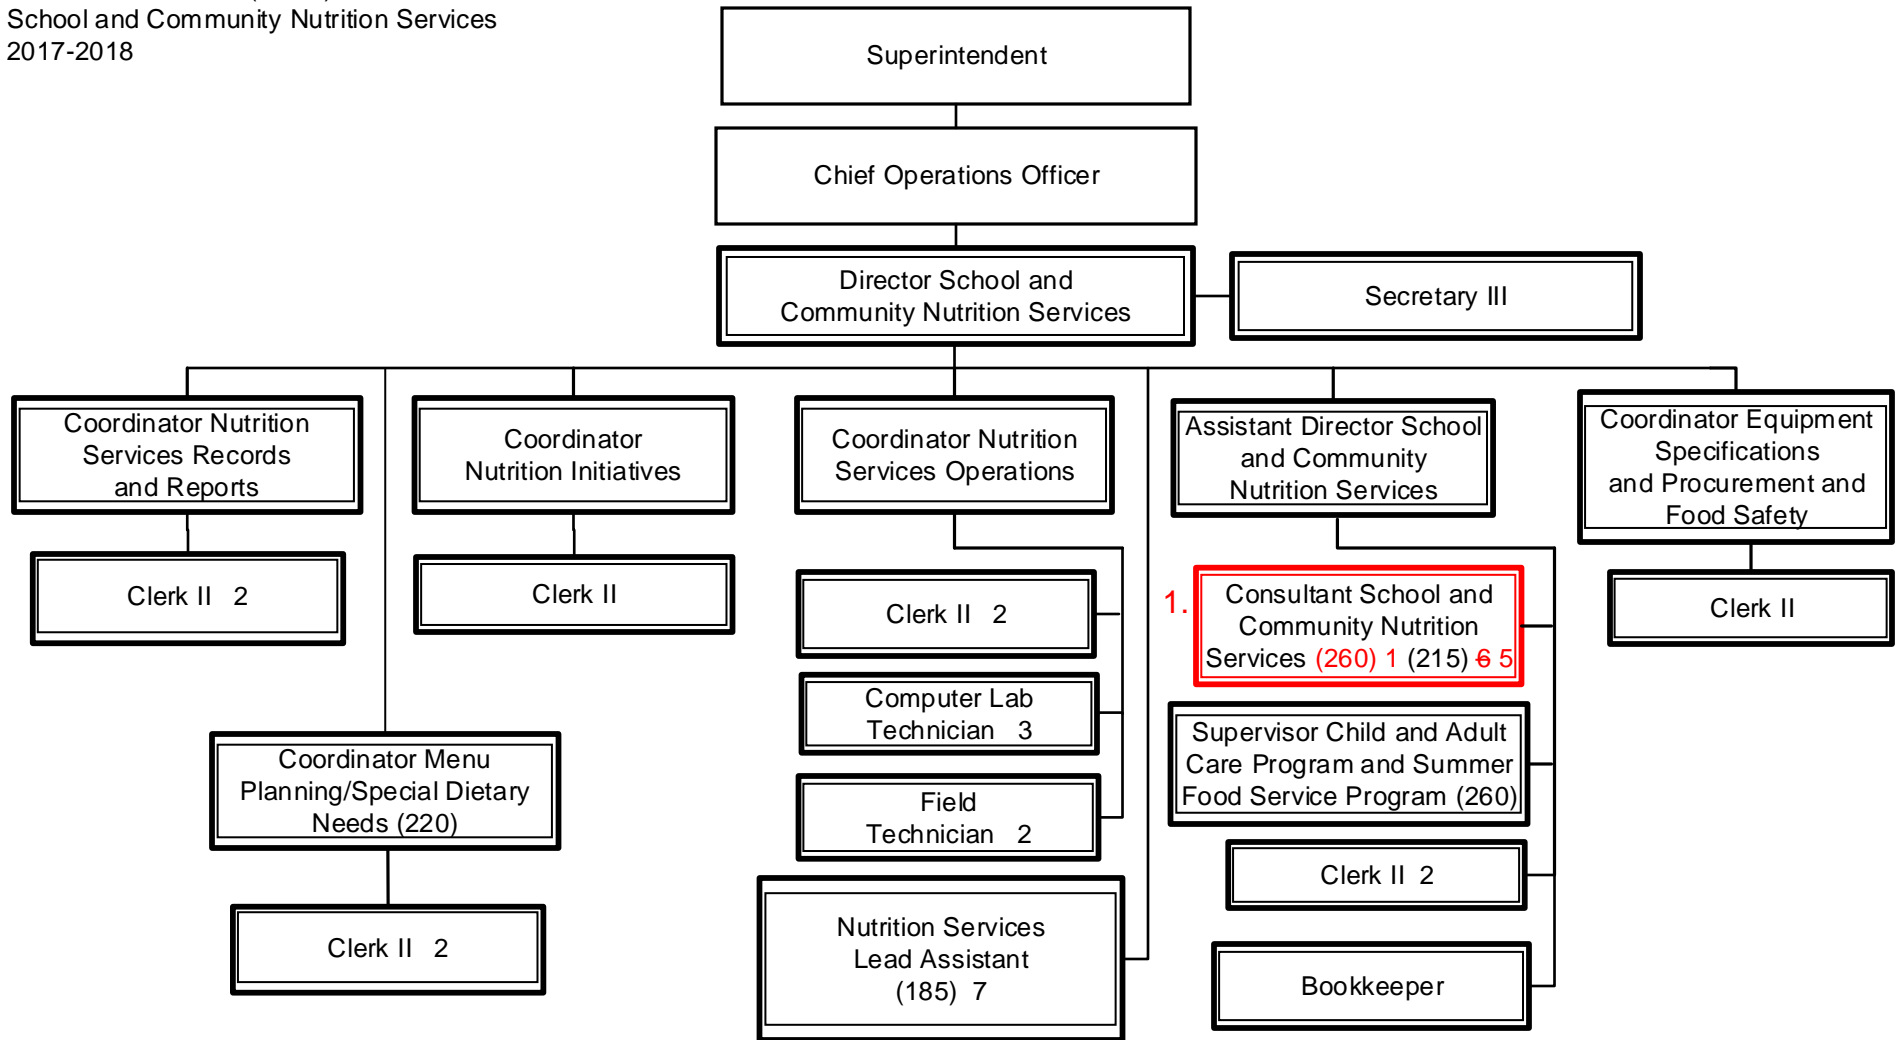 School and Community Nutrition Services
2017-2018
Superintendent
Chief Operations Officer
Director School and
Community Nutrition Services
Secretary III
Coordinator Nutrition
Services Records
and Reports
Coordinator
Nutrition Initiatives
Coordinator Nutrition
Services Operations
Assistant Director School
and Community
Nutrition Services
Coordinator Equipment
Specifications
and Procurement and
Food Safety
Clerk II 2
Clerk II
Clerk II 2
1.
Consultant School and
Community Nutrition
Services (260) 1 (215) 6 5
Clerk II
Computer Lab
Technician 3
Supervisor Child and Adult
Care Program and Summer
Food Service Program (260)
Coordinator Menu
Planning/Special Dietary
Needs (220)
Field
Technician 2
Clerk II 2
Clerk II 2
Nutrition Services
Lead Assistant
(185) 7
Bookkeeper